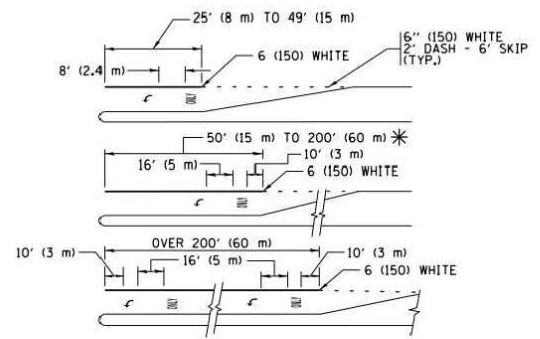 25' (8 m) TO 49' (15 m)
6" (150) WHITE
2' DASH - 6' SKIP
(TYP.)
6 (150) WHITE
8' (2.4 m)
ONLY
50' (15 m) TO 200' (60 m) ✳
10' (3 m)
16' (5 m)
6 (150) WHITE
ONLY
OVER 200' (60 m)
10' (3 m)
16' (5 m)
10' (3 m)
6 (150) WHITE
ONLY
ONLY